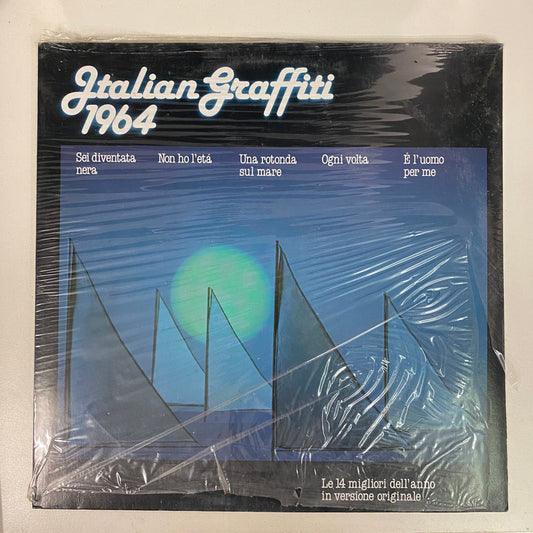 Italian Graffiti
1964
Sei diventata
nera
Non ho l'etá
Una rotonda
sul mare
Ogni volta
É l'uomo
per me
Le 14 migliori dell'anno
in versione originale